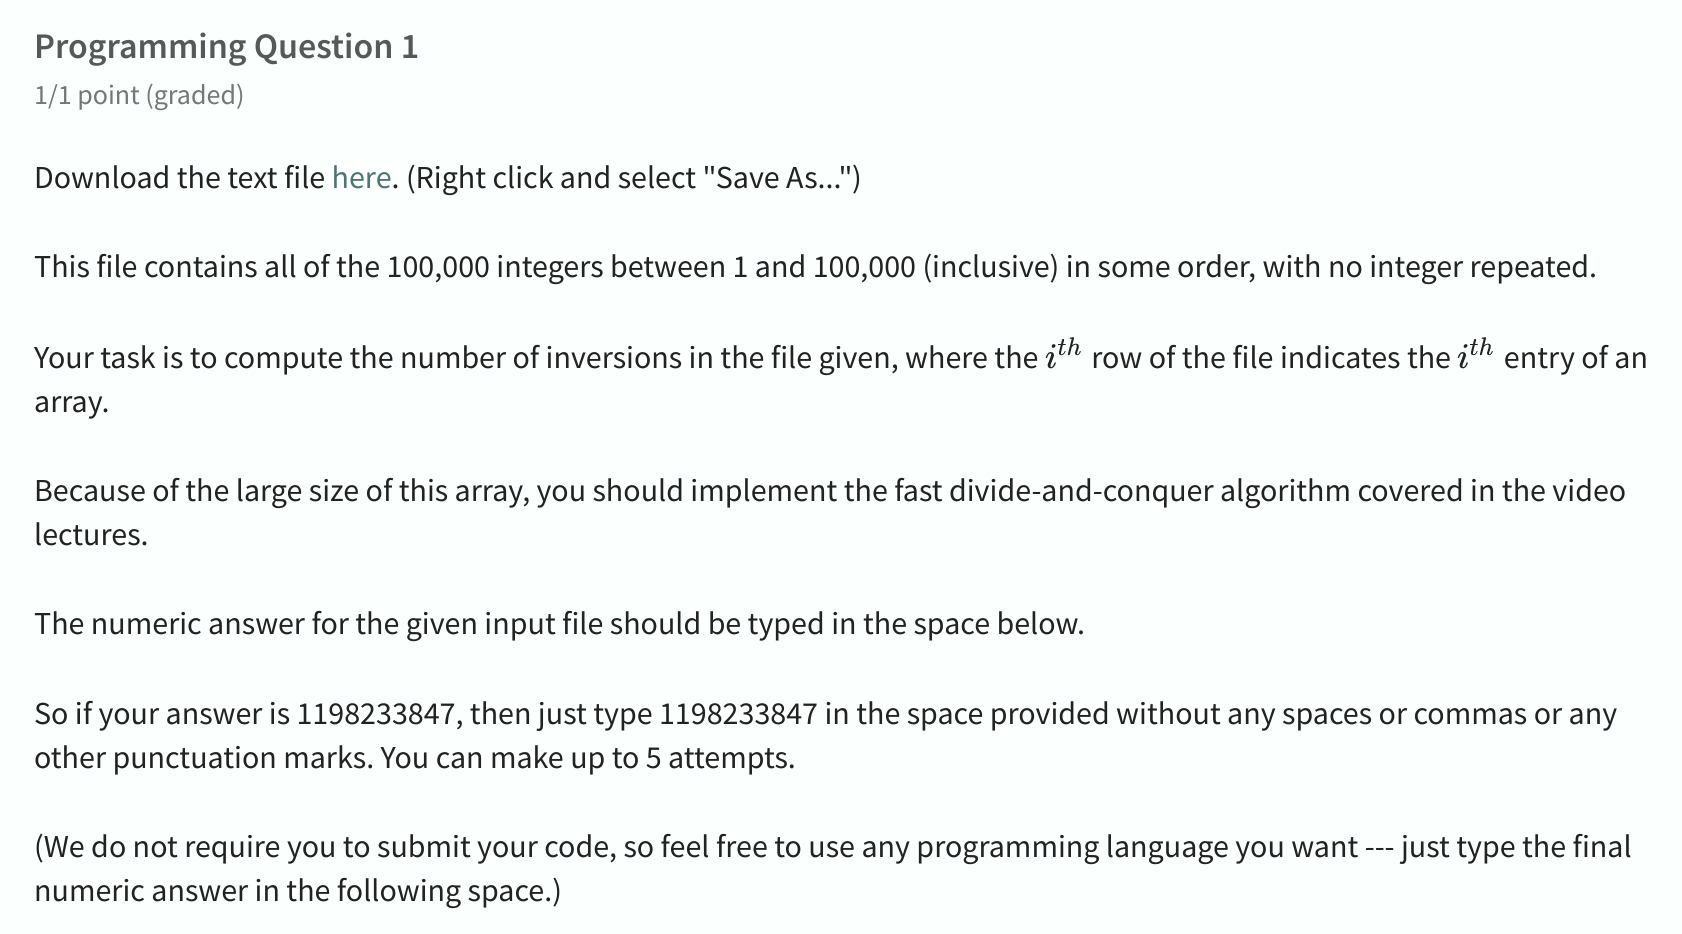 Programming Question 1
1/1 point (graded)
Download the text file here. (Right click and select "Save As...")
This file contains all of the 100,000 integers between 1 and 100,000 (inclusive) in some order, with no integer repeated.
Your task is to compute the number of inversions in the file given, where the i^{th} row of the file indicates the i^{th} entry of an
array.
Because of the large size of this array, you should implement the fast divide-and-conquer algorithm covered in the video
lectures.
The numeric answer for the given input file should be typed in the space below.
So if your answer is 1198233847, then just type 1198233847 in the space provided without any spaces or commas or any
other punctuation marks. You can make up to 5 attempts.
(We do not require you to submit your code, so feel free to use any programming language you want --- just type the final
numeric answer in the following space.)